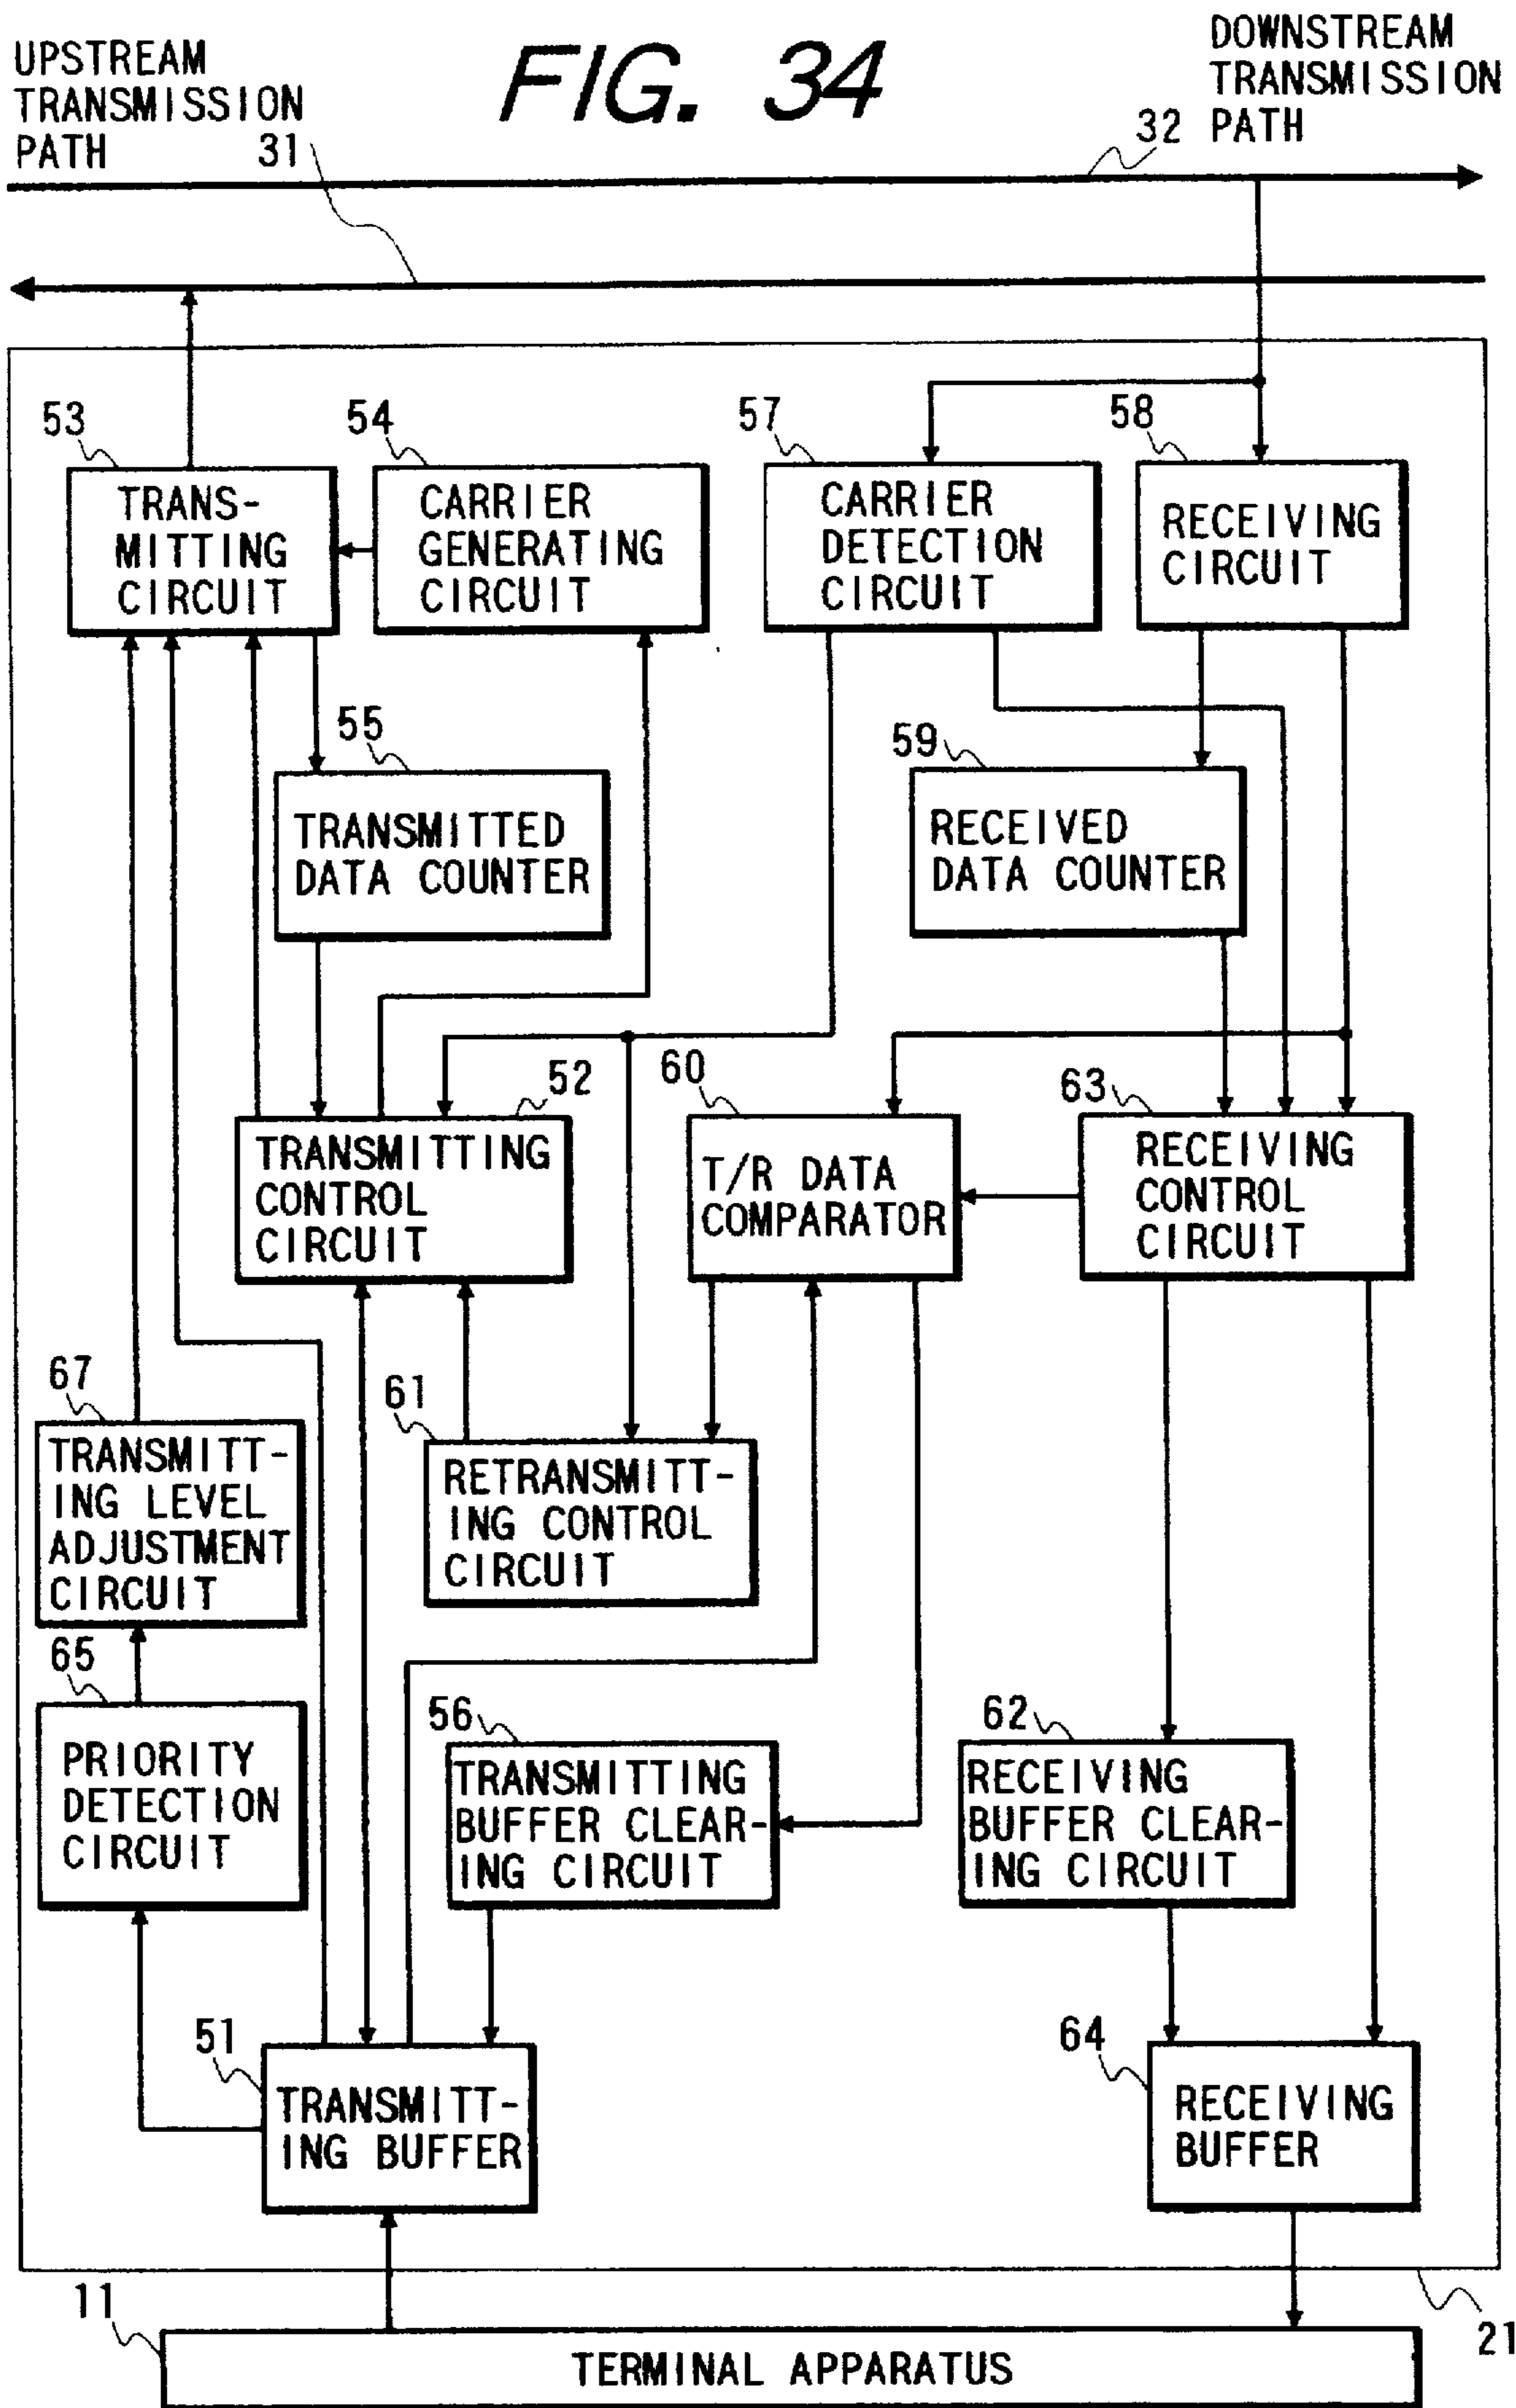 UPSTREAM
TRANSMISSION
PATH
31
FIG. 34
DOWNSTREAM
TRANSMISSION
PATH
32
53
TRANS-
MITTING
CIRCUIT
54
CARRIER
GENERATING
CIRCUIT
57
CARRIER
DETECTION
CIRCUIT
58
RECEIVING
CIRCUIT
55
TRANSMITTED
DATA COUNTER
59
RECEIVED
DATA COUNTER
52
TRANSMITTING
CONTROL
CIRCUIT
60
T/R DATA
COMPARATOR
63
RECEIVING
CONTROL
CIRCUIT
67
TRANSMITT-
ING LEVEL
ADJUSTMENT
CIRCUIT
61
RETRANSMITT-
ING CONTROL
CIRCUIT
65
PRIORITY
DETECTION
CIRCUIT
56
TRANSMITTING
BUFFER CLEAR-
ING CIRCUIT
62
RECEIVING
BUFFER CLEAR-
ING CIRCUIT
51
TRANSMITT-
ING BUFFER
64
RECEIVING
BUFFER
11
TERMINAL APPARATUS
21